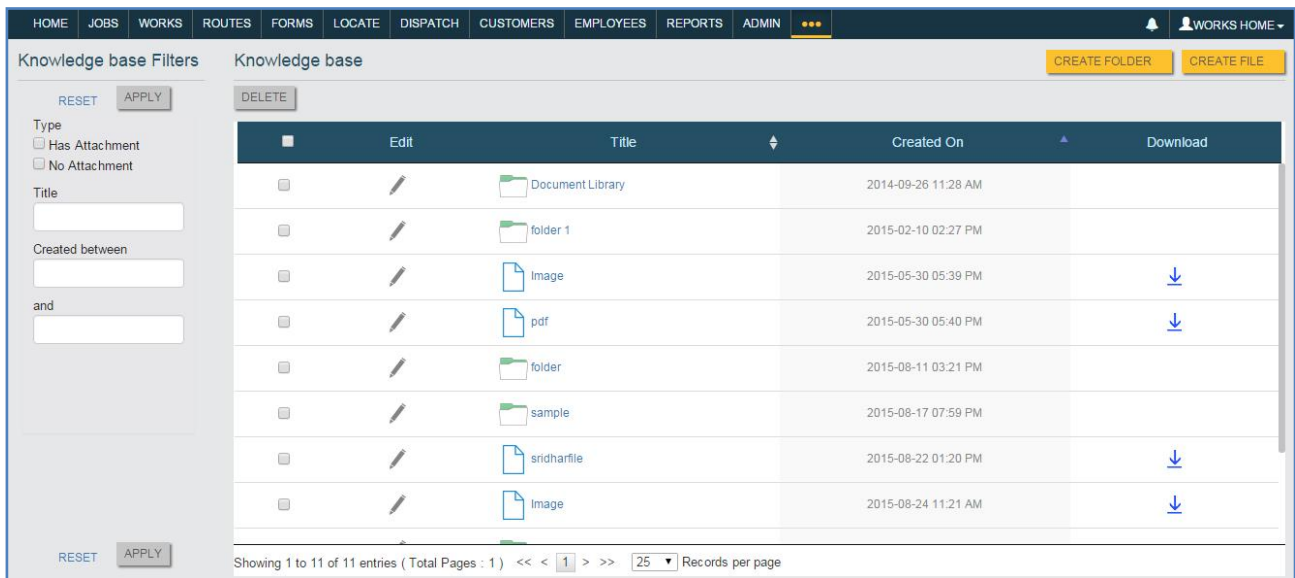 HOME JOBS WORKS ROUTES FORMS LOCATE DISPATCH CUSTOMERS EMPLOYEES REPORTS ADMIN ••• WORKS HOME
Knowledge base Filters
RESET APPLY
Type
Has Attachment
No Attachment
Title
Created between
and
RESET APPLY
Knowledge base CREATE FOLDER CREATE FILE
DELETE
Edit Title Created On Download
Document Library 2014-09-26 11:28 AM
folder 1 2015-02-10 02:27 PM
Image 2015-05-30 05:39 PM
pdf 2015-05-30 05:40 PM
folder 2015-08-11 03:21 PM
sample 2015-08-17 07:59 PM
sridharfile 2015-08-22 01:20 PM
Image 2015-08-24 11:21 AM
Showing 1 to 11 of 11 entries ( Total Pages : 1 ) << < 1 > >> 25 Records per page